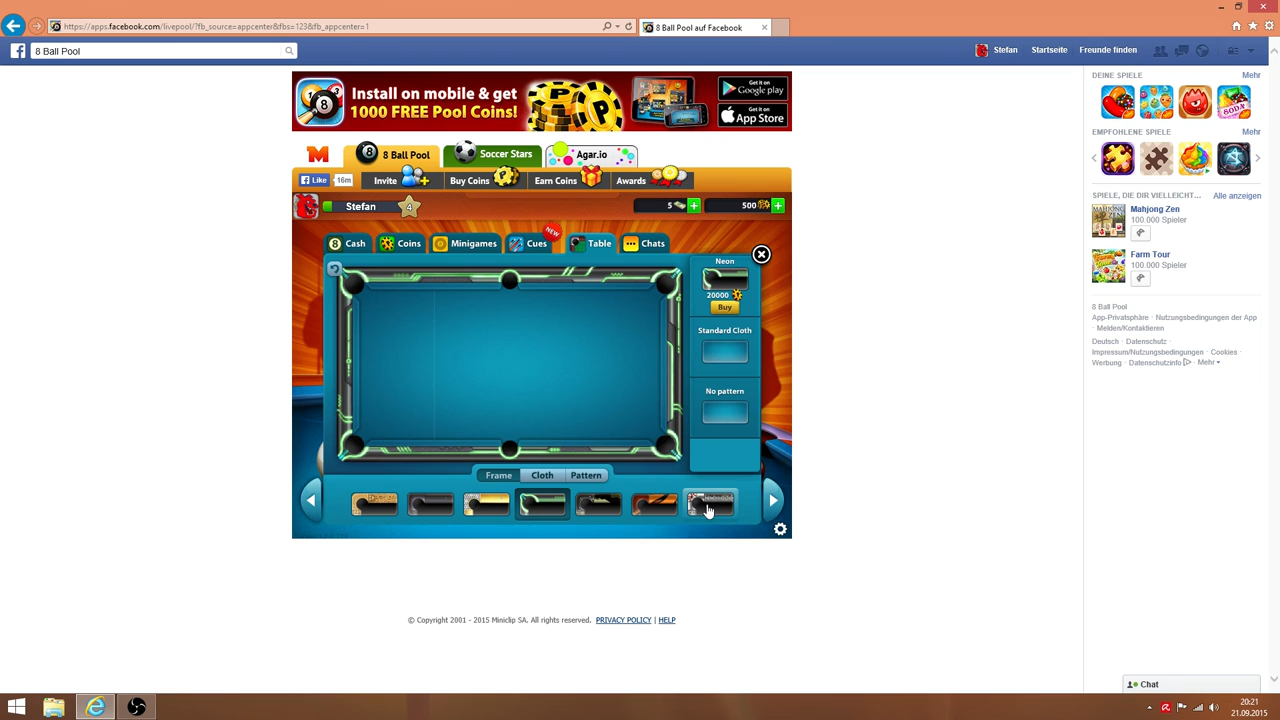 https://apps.facebook.com/livepool/?fb_source=appcenter&fbs=123&fb_appcenter=1
8 Ball Pool auf Facebook
8 Ball Pool
Stefan
Startseite
Freunde finden
Install on mobile & get
1000 FREE Pool Coins!
Get it on
Google play
Get it on
App Store
8 Ball Pool
Soccer Stars
Agar.io
Like
16m
Invite
Buy Coins
Earn Coins
Awards
Stefan
4
5
500
Cash
Coins
Minigames
Cues
NEW
Table
Chats
Neon
20000
Buy
Standard Cloth
No pattern
Frame
Cloth
Pattern
© Copyright 2001 - 2015 Miniclip SA. All rights reserved. PRIVACY POLICY | HELP
DEINE SPIELE
Mehr
SODA
EMPFOHLENE SPIELE
Mehr
SPIELE, DIE DIR VIELLEICHT...
Alle anzeigen
Mahjong Zen
100.000 Spieler
Farm Tour
100.000 Spieler
8 Ball Pool
App-Privatsphäre · Nutzungsbedingungen der App
· Melden/Kontaktieren
Deutsch · Datenschutz ·
Impressum/Nutzungsbedingungen · Cookies ·
Werbung · Datenschutzinfo · Mehr
Chat
20:21
21.09.2015